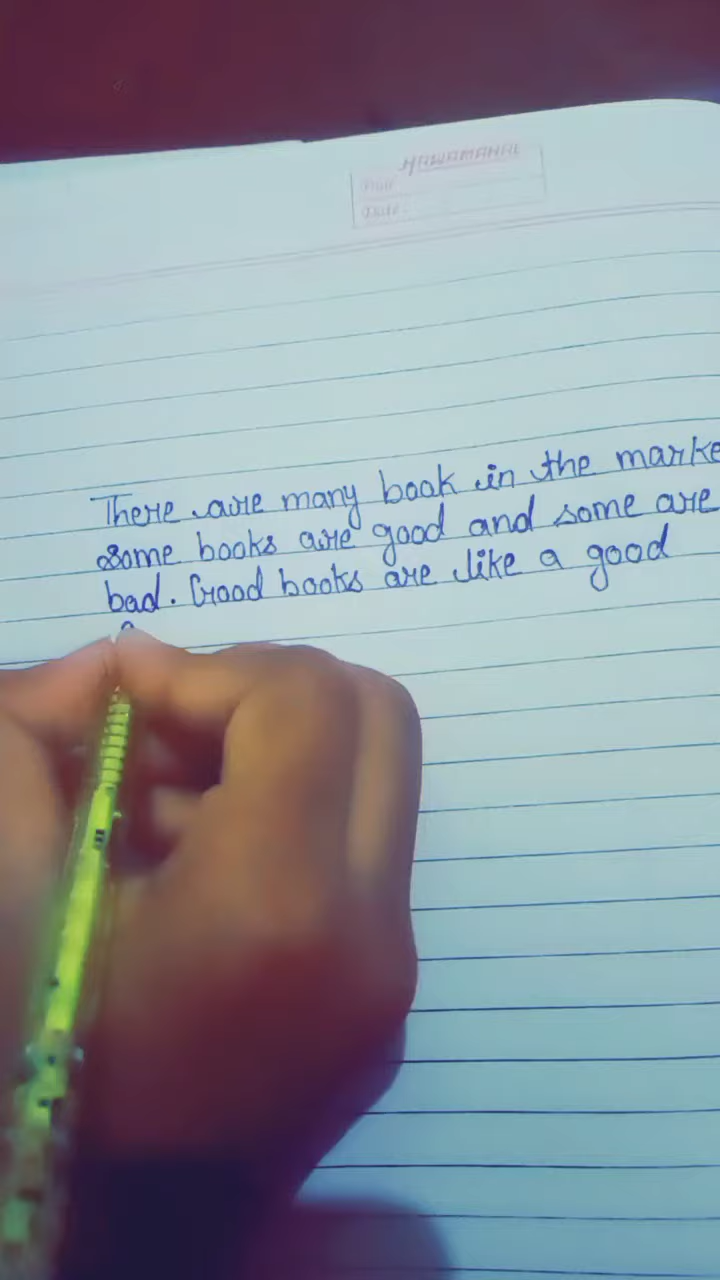 HAWAMAHAL
Date :
There are many book in the marke
some books are good and some are
bad. Good books are like a good